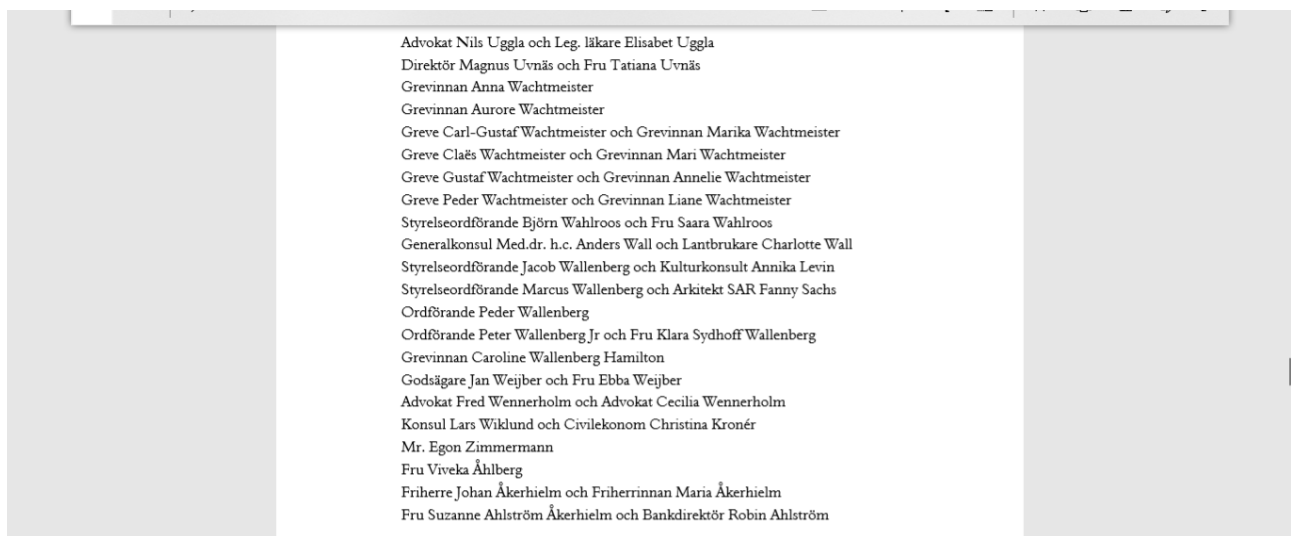 Advokat Nils Uggla och Leg. läkare Elisabet Uggla
Direktör Magnus Uvnäs och Fru Tatiana Uvnäs
Grevinnan Anna Wachtmeister
Grevinnan Aurore Wachtmeister
Greve Carl-Gustaf Wachtmeister och Grevinnan Marika Wachtmeister
Greve Claës Wachtmeister och Grevinnan Mari Wachtmeister
Greve Gustaf Wachtmeister och Grevinnan Annelie Wachtmeister
Greve Peder Wachtmeister och Grevinnan Liane Wachtmeister
Styrelseordförande Björn Wahlroos och Fru Saara Wahlroos
Generalkonsul Med.dr. h.c. Anders Wall och Lantbrukare Charlotte Wall
Styrelseordförande Jacob Wallenberg och Kulturkonsult Annika Levin
Styrelseordförande Marcus Wallenberg och Arkitekt SAR Fanny Sachs
Ordförande Peder Wallenberg
Ordförande Peter Wallenberg Jr och Fru Klara Sydhoff Wallenberg
Grevinnan Caroline Wallenberg Hamilton
Godsägare Jan Weijber och Fru Ebba Weijber
Advokat Fred Wennerholm och Advokat Cecilia Wennerholm
Konsul Lars Wiklund och Civilekonom Christina Kronér
Mr. Egon Zimmermann
Fru Viveka Åhlberg
Friherre Johan Åkerhielm och Friherrinnan Maria Åkerhielm
Fru Suzanne Ahlström Åkerhielm och Bankdirektör Robin Ahlström